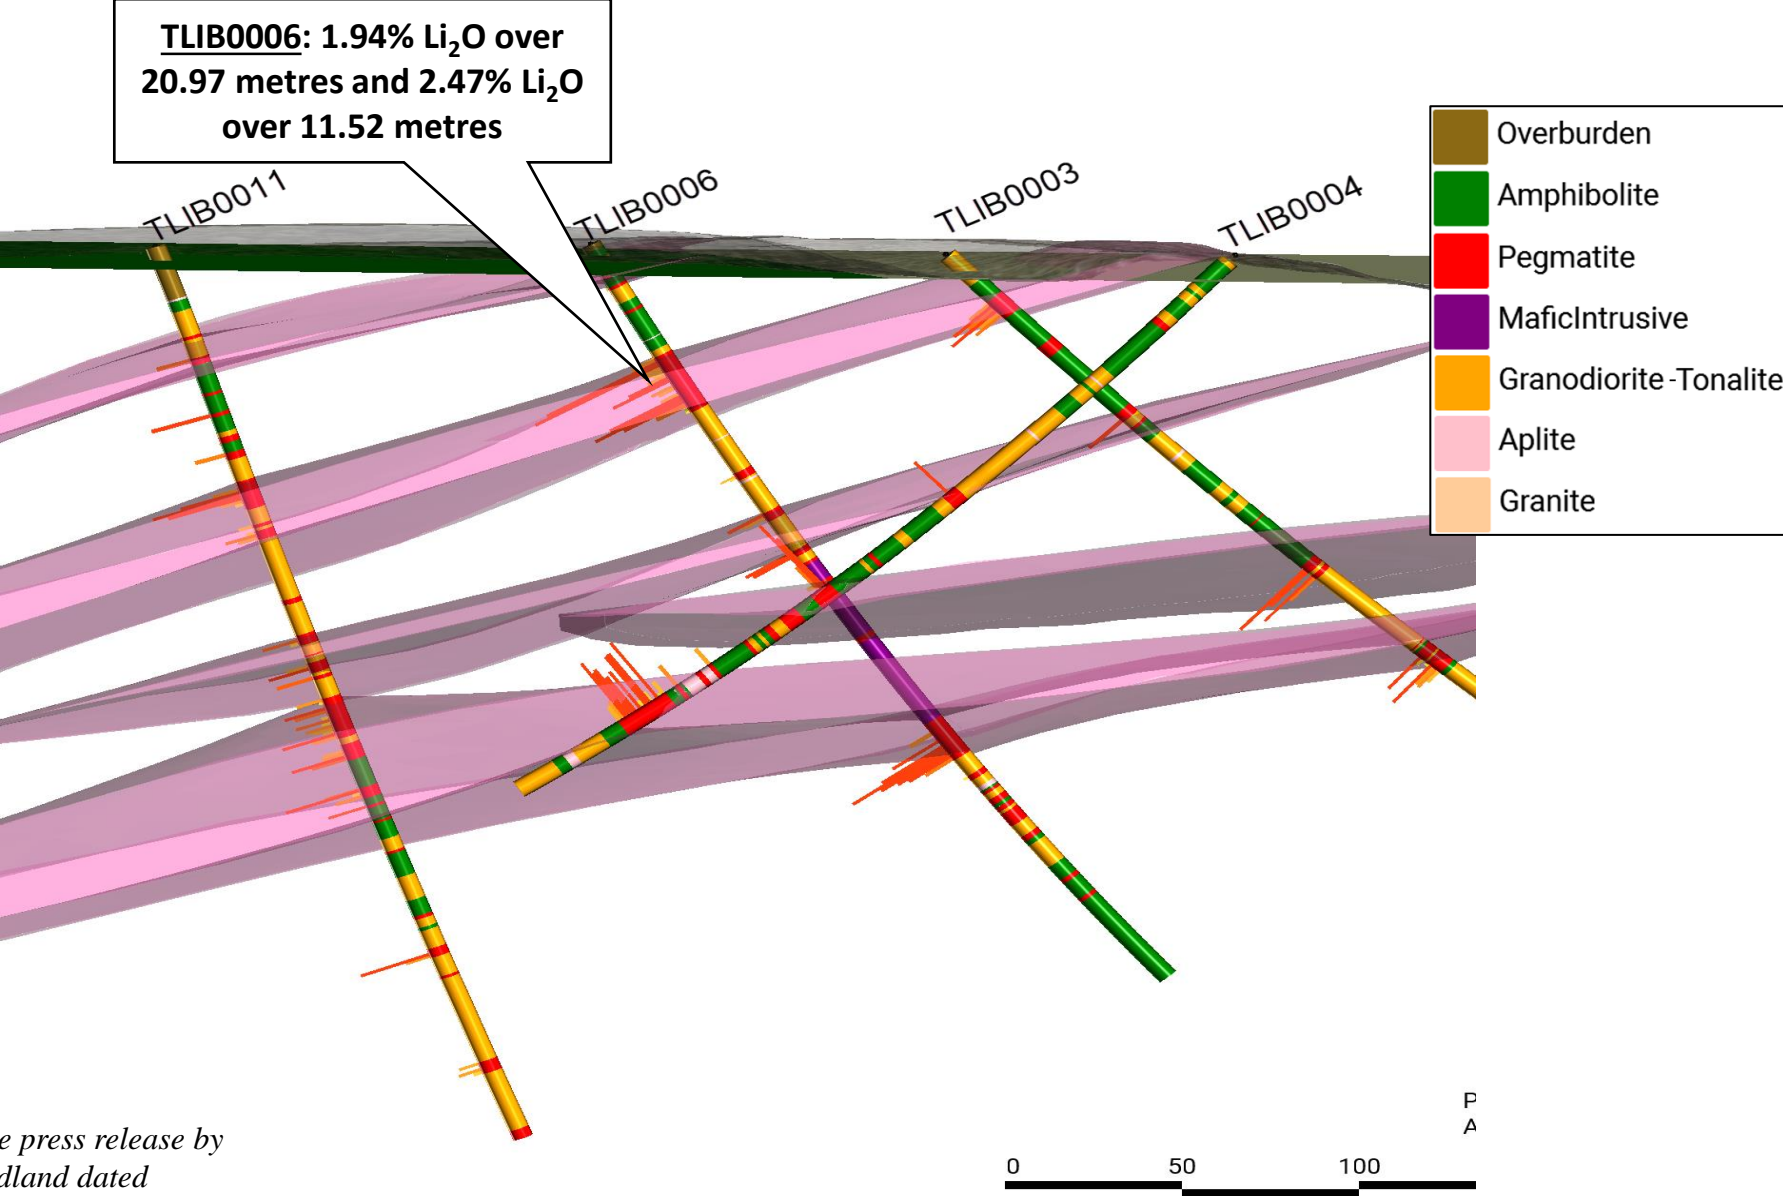 TLIB0006: 1.94% Li₂O over
20.97 metres and 2.47% Li₂O
over 11.52 metres
TLIB0011
TLIB0006
TLIB0003
TLIB0004
Overburden
Amphibolite
Pegmatite
MaficIntrusive
Granodiorite-Tonalite
Aplite
Granite
P
A
e press release by
dland dated
0 50 100